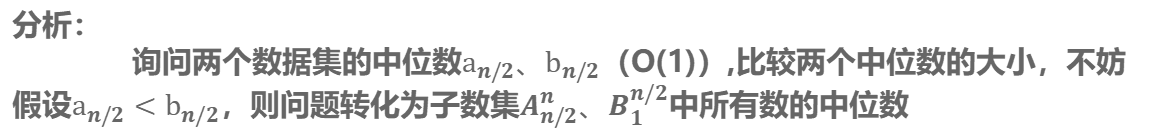 分析：
询问两个数据集的中位数a_{n/2}、b_{n/2}（O(1)）,比较两个中位数的大小，不妨
假设a_{n/2} < b_{n/2}，则问题转化为子数集A_{n/2}^{n}、B_{1}^{n/2}中所有数的中位数